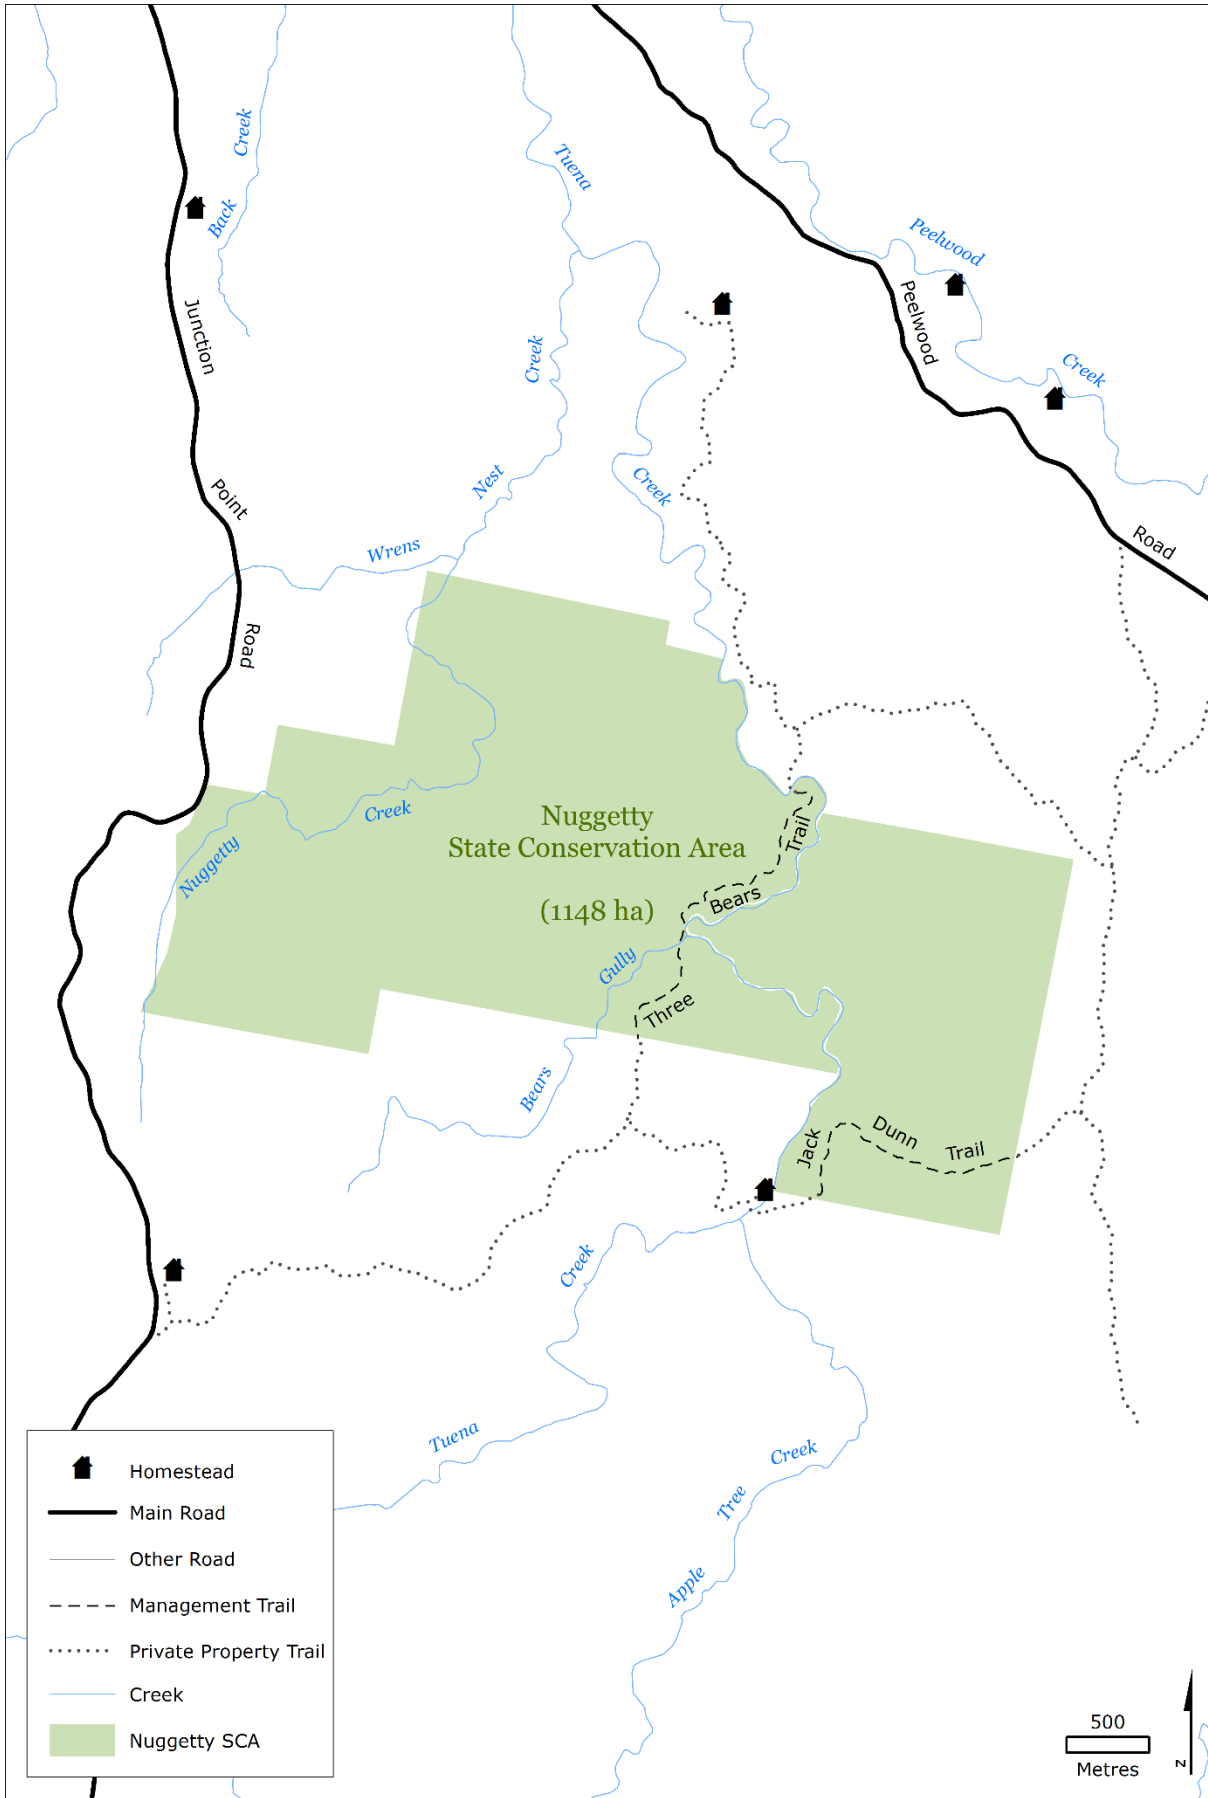 Creek
Back
Tuena
Peelwood
Junction
Peelwood
Creek
Creek
Nest
Creek
Point
Wrens
Road
Road
Nuggetty
State Conservation Area
(1148 ha)
Creek
Nuggetty
Trail
Bears
Gully
Three
Bears
Jack
Dunn
Trail
Creek
Tuena
Creek
Tree
Apple
Homestead
Main Road
Other Road
Management Trail
Private Property Trail
Creek
Nuggetty SCA
500
Metres
N